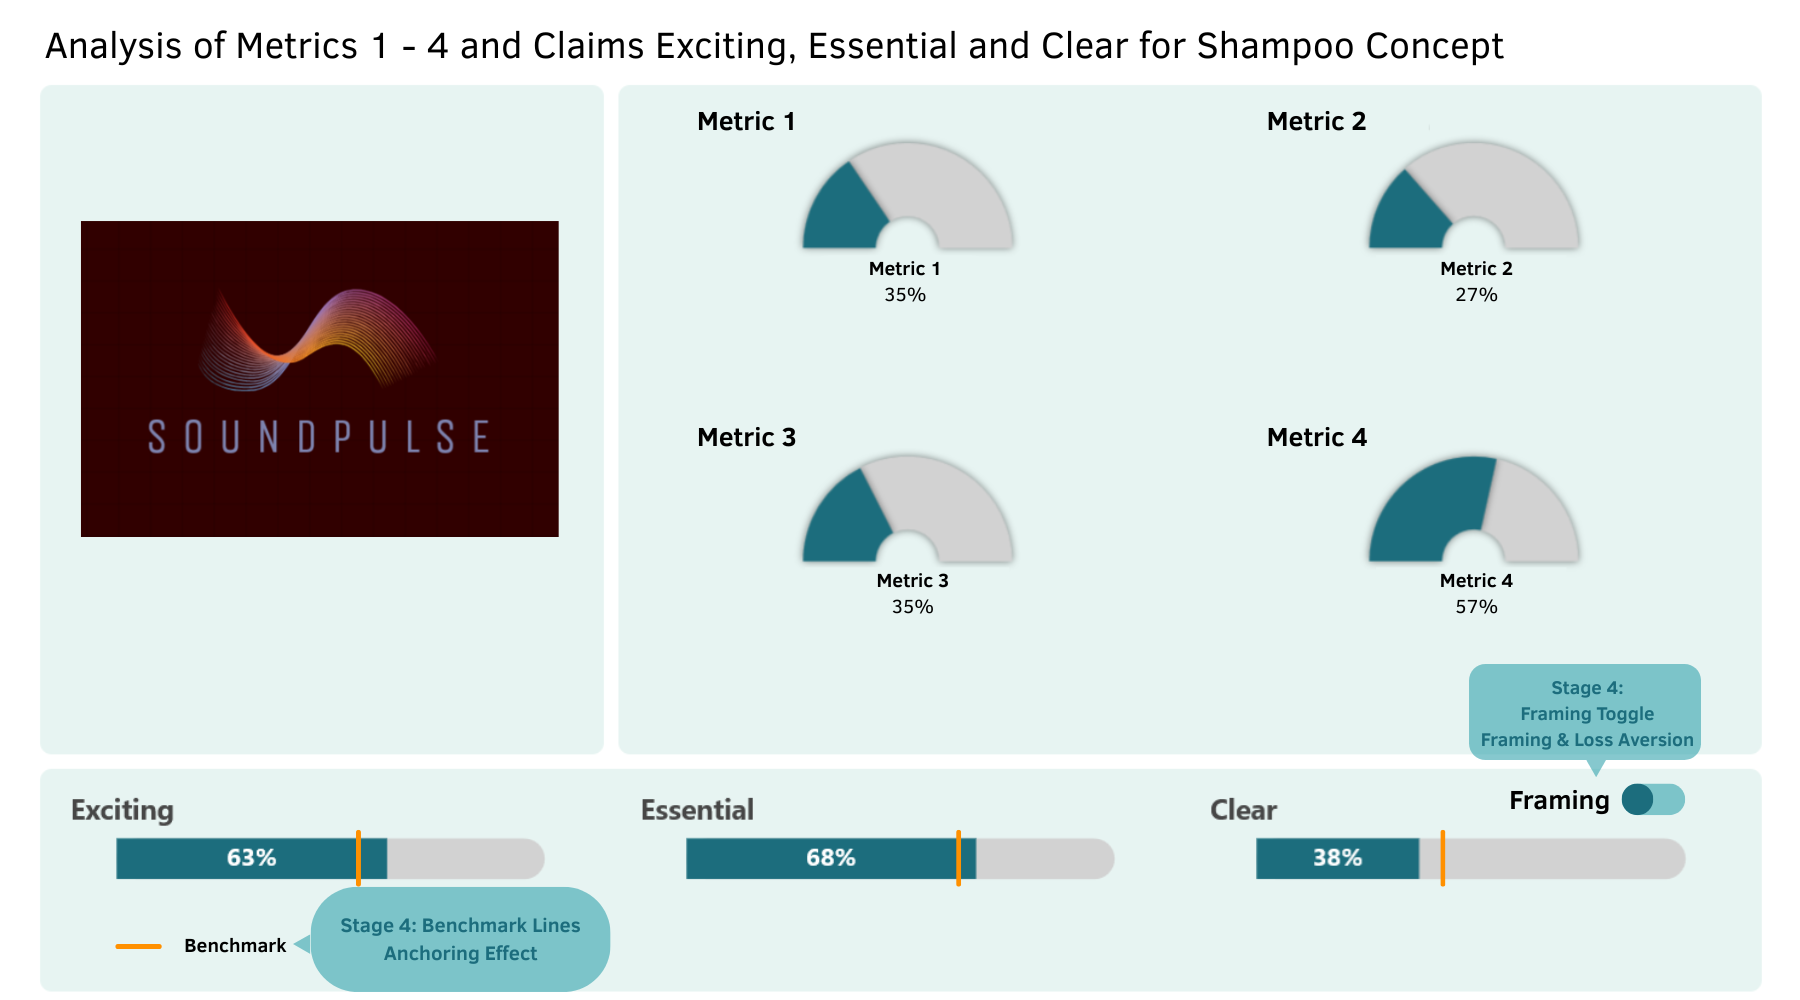 Analysis of Metrics 1 - 4 and Claims Exciting, Essential and Clear for Shampoo Concept
SOUNDPULSE
Metric 1
Metric 1
35%
Metric 2
Metric 2
27%
Metric 3
Metric 3
35%
Metric 4
Metric 4
57%
Stage 4:
Framing Toggle
Framing & Loss Aversion
Framing
Exciting
63%
Essential
68%
Clear
38%
Benchmark
Stage 4: Benchmark Lines
Anchoring Effect